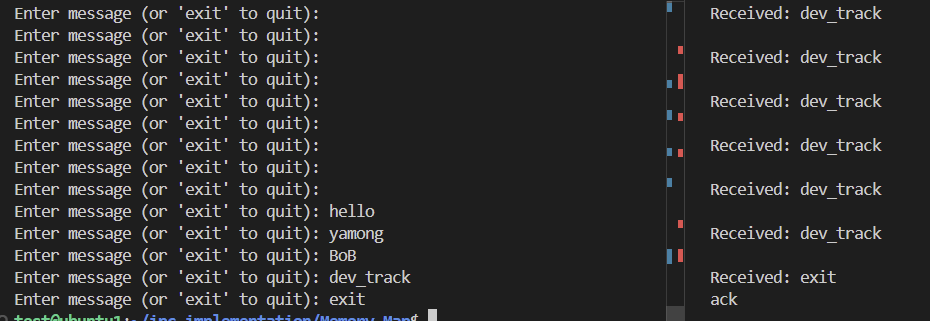 Enter message (or 'exit' to quit):
Enter message (or 'exit' to quit):
Enter message (or 'exit' to quit):
Enter message (or 'exit' to quit):
Enter message (or 'exit' to quit):
Enter message (or 'exit' to quit):
Enter message (or 'exit' to quit):
Enter message (or 'exit' to quit):
Enter message (or 'exit' to quit):
Enter message (or 'exit' to quit): hello
Enter message (or 'exit' to quit): yamong
Enter message (or 'exit' to quit): BoB
Enter message (or 'exit' to quit): dev_track
Enter message (or 'exit' to quit): exit
test@ubuntu1:~/ipc_implementation/Memory_Map$
Received: dev_track
Received: dev_track
Received: dev_track
Received: dev_track
Received: dev_track
Received: dev_track
Received: exit
ack